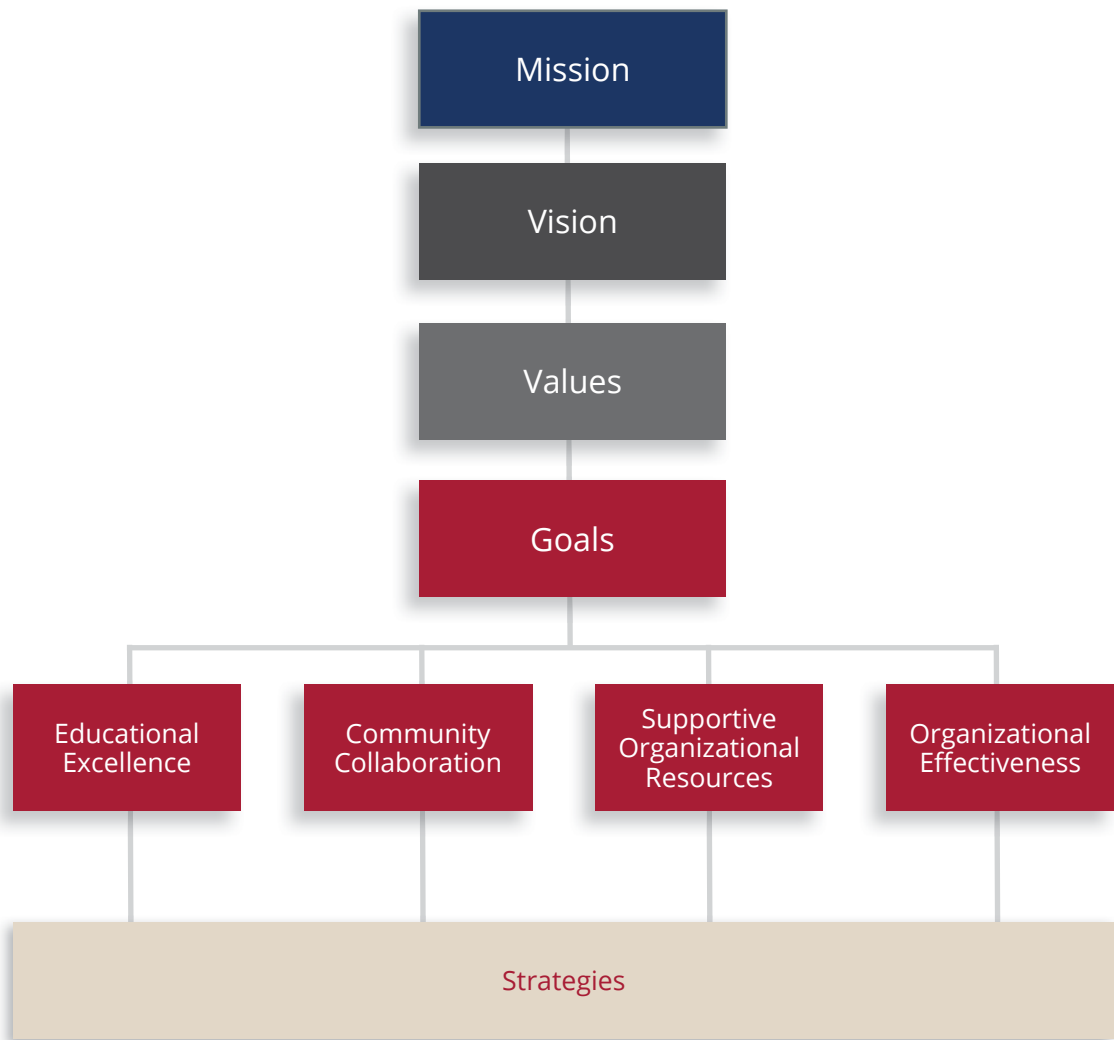 Mission
Vision
Values
Goals
Educational
Excellence
Community
Collaboration
Supportive
Organizational
Resources
Organizational
Effectiveness
Strategies